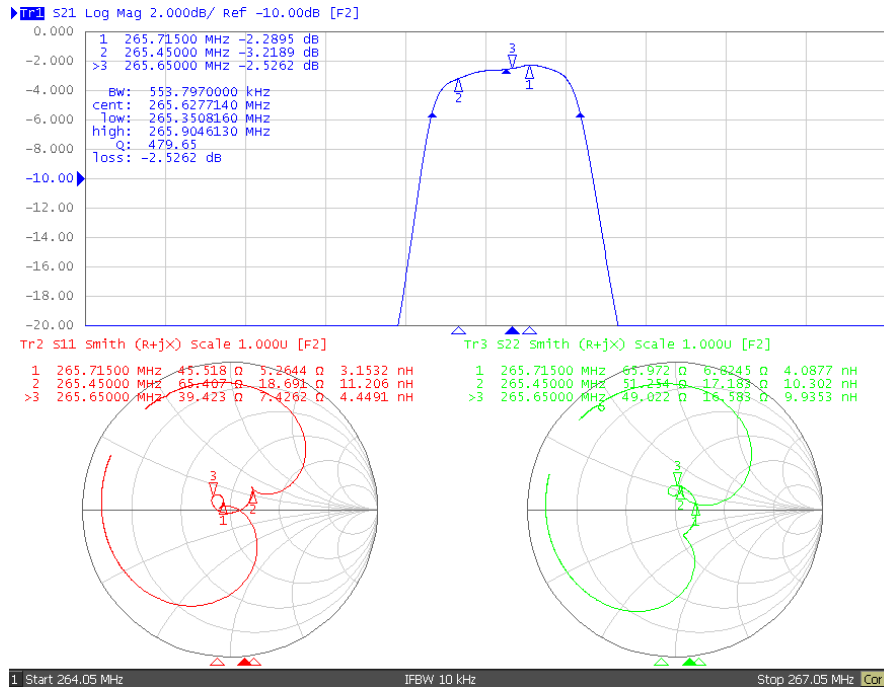 Tr1 S21 Log Mag 2.000dB/ Ref -10.00dB [F2]
0.000
-2.000
-4.000
-6.000
-8.000
-10.00
-12.00
-14.00
-16.00
-18.00
-20.00
1 265.71500 MHz -2.2895 dB
2 265.45000 MHz -3.2189 dB
>3 265.65000 MHz -2.5262 dB
BW: 553.7970000 kHz
cent: 265.6277140 MHz
low: 265.3508160 MHz
high: 265.9046130 MHz
Q: 479.65
loss: -2.5262 dB
3
1
2
Tr2 S11 Smith (R+jX) Scale 1.000U [F2]
1 265.71500 MHz 45.518 Ω 5.2644 Ω 3.1532 nH
2 265.45000 MHz 65.407 Ω 18.691 Ω 11.206 nH
>3 265.65000 MHz 39.423 Ω 7.4262 Ω 4.4491 nH
3
2
1
Tr3 S22 Smith (R+jX) Scale 1.000U [F2]
1 265.71500 MHz 65.972 Ω 6.8245 Ω 4.0877 nH
2 265.45000 MHz 51.254 Ω 17.183 Ω 10.302 nH
>3 265.65000 MHz 49.022 Ω 16.583 Ω 9.9353 nH
3
2
1
1 Start 264.05 MHz IFBW 10 kHz Stop 267.05 MHz Cor